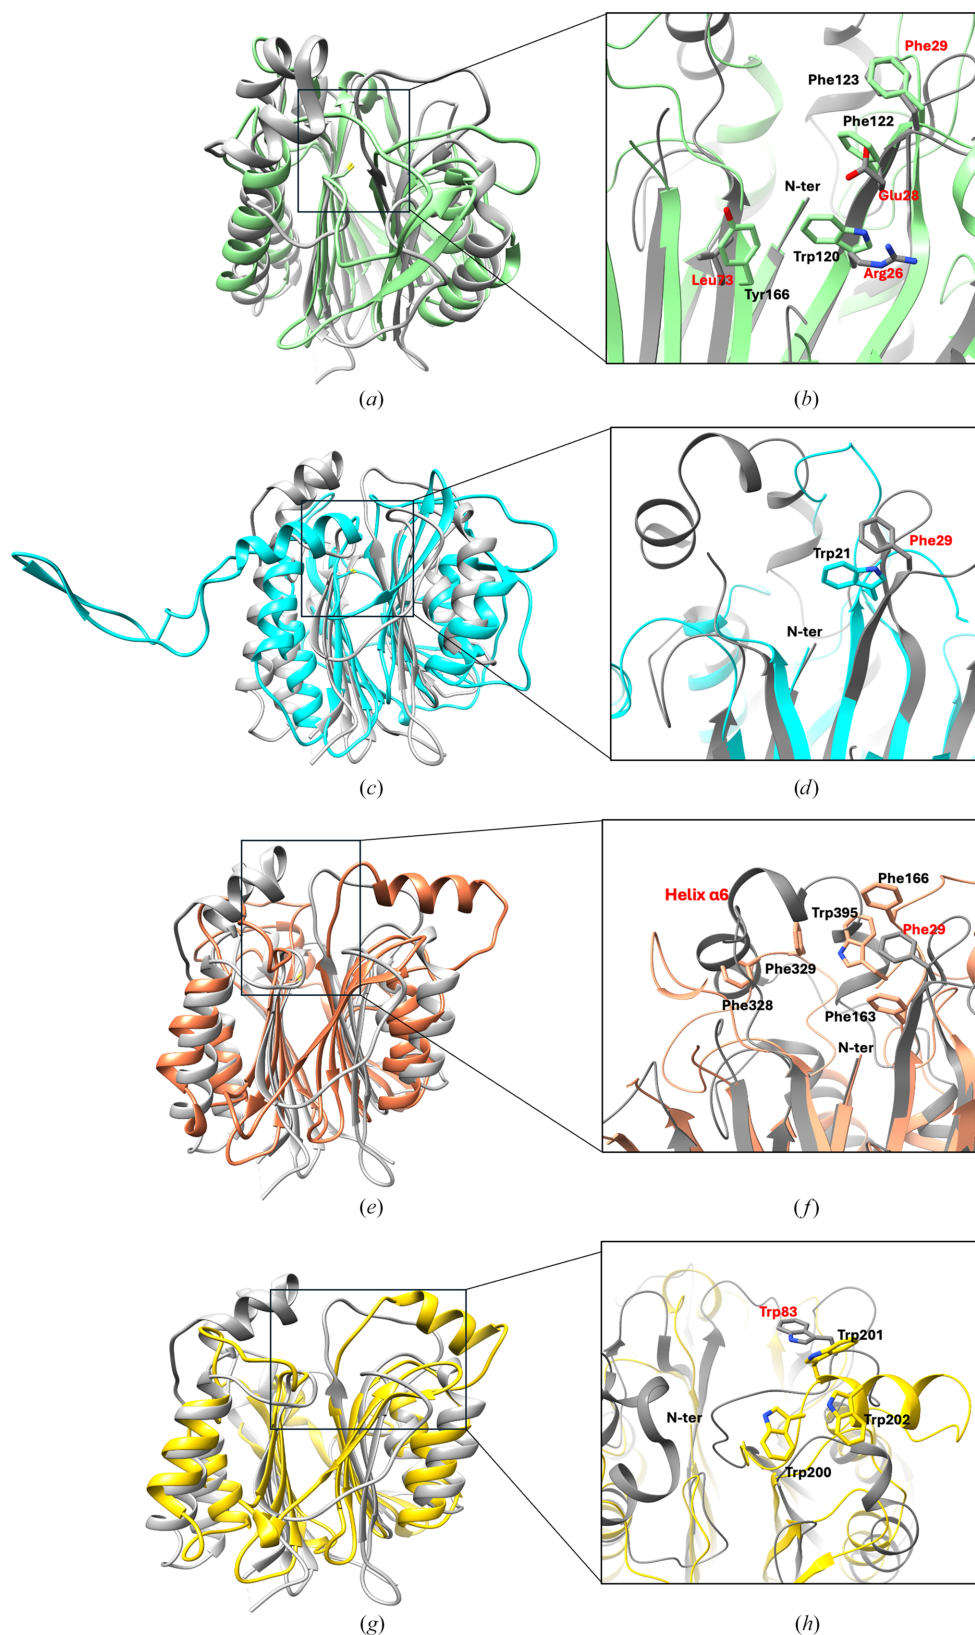 Phe29
Phe123
Phe122
N-ter
Glu28
Trp120
Arg26
Leu73
Tyr166
(a)
(b)
Trp21
Phe29
N-ter
(c)
(d)
Phe166
Helix α6
Trp395
Phe29
Phe329
Phe328
Phe163
N-ter
(e)
(f)
Trp83
Trp201
N-ter
Trp202
Trp200
(g)
(h)